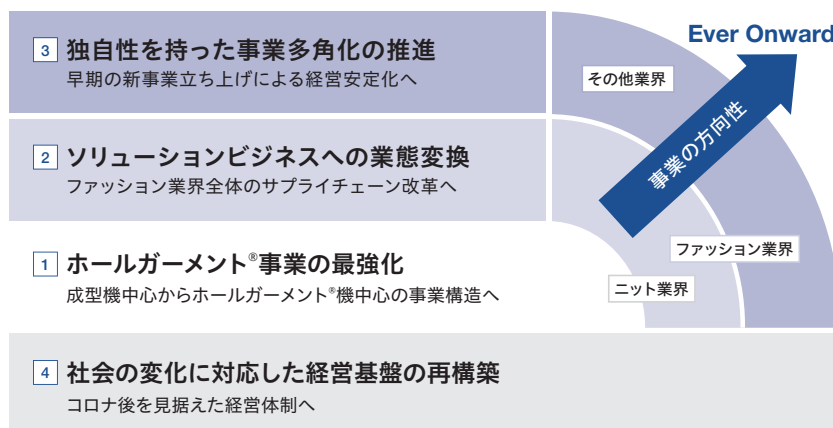 3 独自性を持った事業多角化の推進
早期の新事業立ち上げによる経営安定化へ
2 ソリューションビジネスへの業態変換
ファッション業界全体のサプライチェーン改革へ
1 ホールガーメント®事業の最強化
成型機中心からホールガーメント®機中心の事業構造へ
4 社会の変化に対応した経営基盤の再構築
コロナ後を見据えた経営体制へ
Ever Onward
その他業界
事業の方向性
ファッション業界
ニット業界